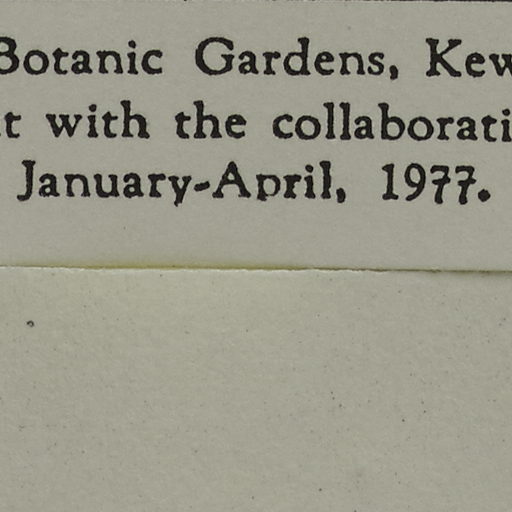 Botanic Gardens, Kew
t with the collaborati
January-April, 1977.